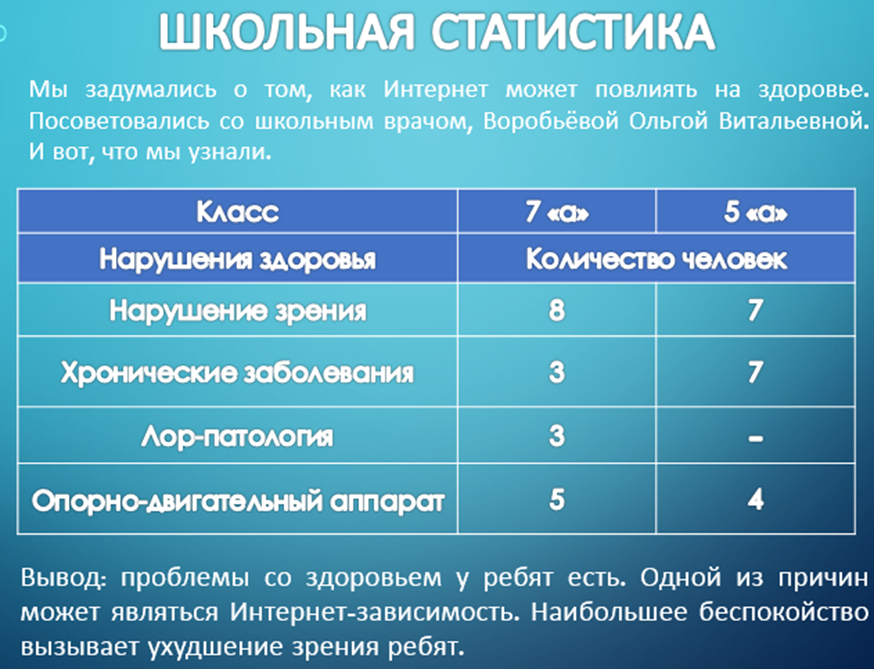 ШКОЛЬНАЯ СТАТИСТИКА
Мы задумались о том, как Интернет может повлиять на здоровье.
Посоветовались со школьным врачом, Воробьёвой Ольгой Витальевной.
И вот, что мы узнали.
Класс 7 «а» 5 «а»
Нарушения здоровья Количество человек
Нарушение зрения 8 7
Хронические заболевания 3 7
Лор-патология 3 –
Опорно-двигательный аппарат 5 4
Вывод: проблемы со здоровьем у ребят есть. Одной из причин
может являться Интернет-зависимость. Наибольшее беспокойство
вызывает ухудшение зрения ребят.